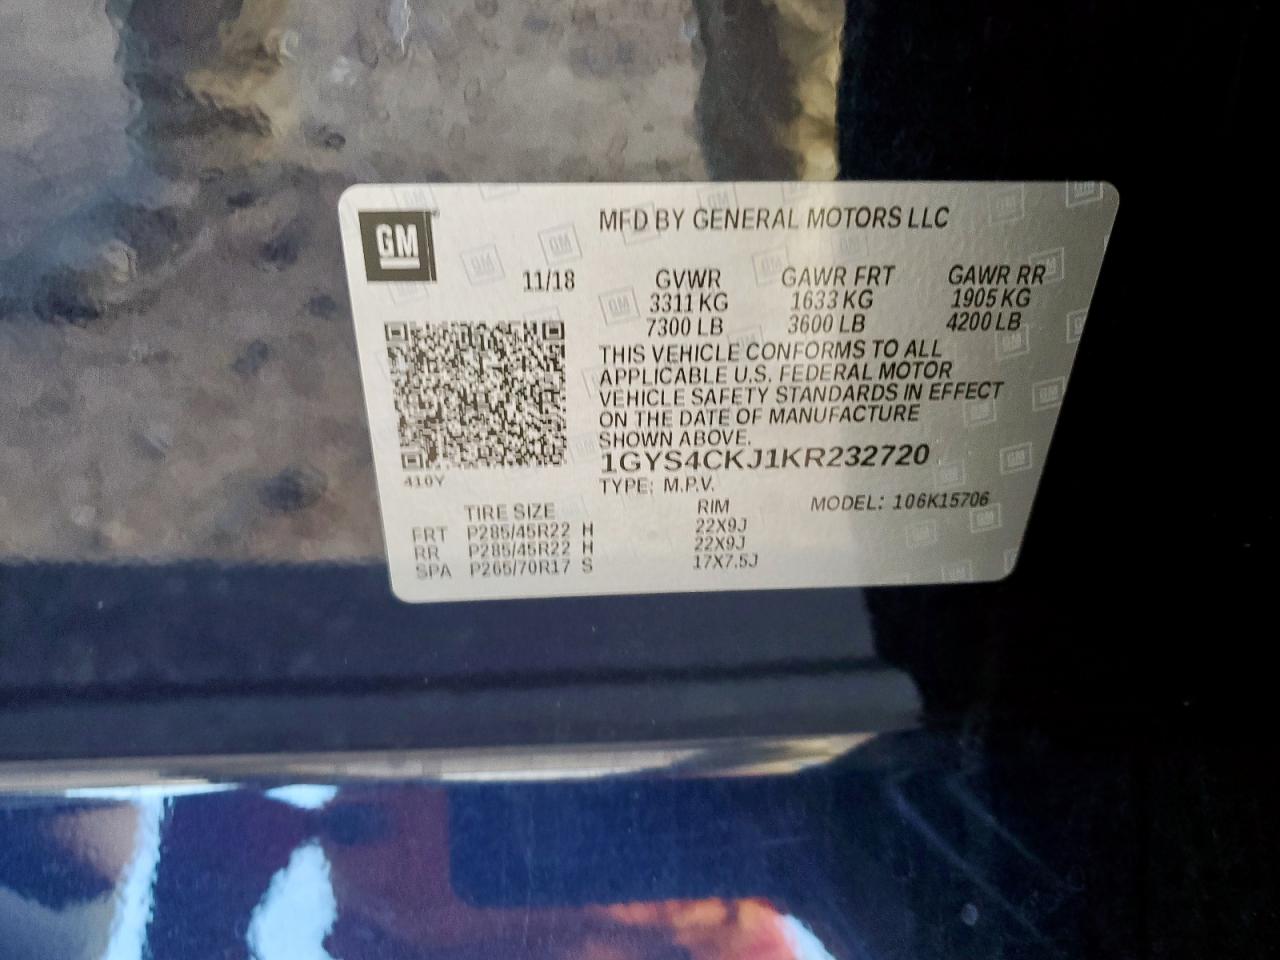 GM
MFD BY GENERAL MOTORS LLC
11/18 GVWR GAWR FRT GAWR RR
3311 KG 1633 KG 1905 KG
7300 LB 3600 LB 4200 LB
THIS VEHICLE CONFORMS TO ALL
APPLICABLE U.S. FEDERAL MOTOR
VEHICLE SAFETY STANDARDS IN EFFECT
ON THE DATE OF MANUFACTURE
SHOWN ABOVE.
1GYS4CKJ1KR232720
410Y
TYPE: M.P.V.
MODEL: 106K15706
TIRE SIZE RIM
FRT P285/45R22 H 22X9J
RR P285/45R22 H 22X9J
SPA P265/70R17 S 17X7.5J